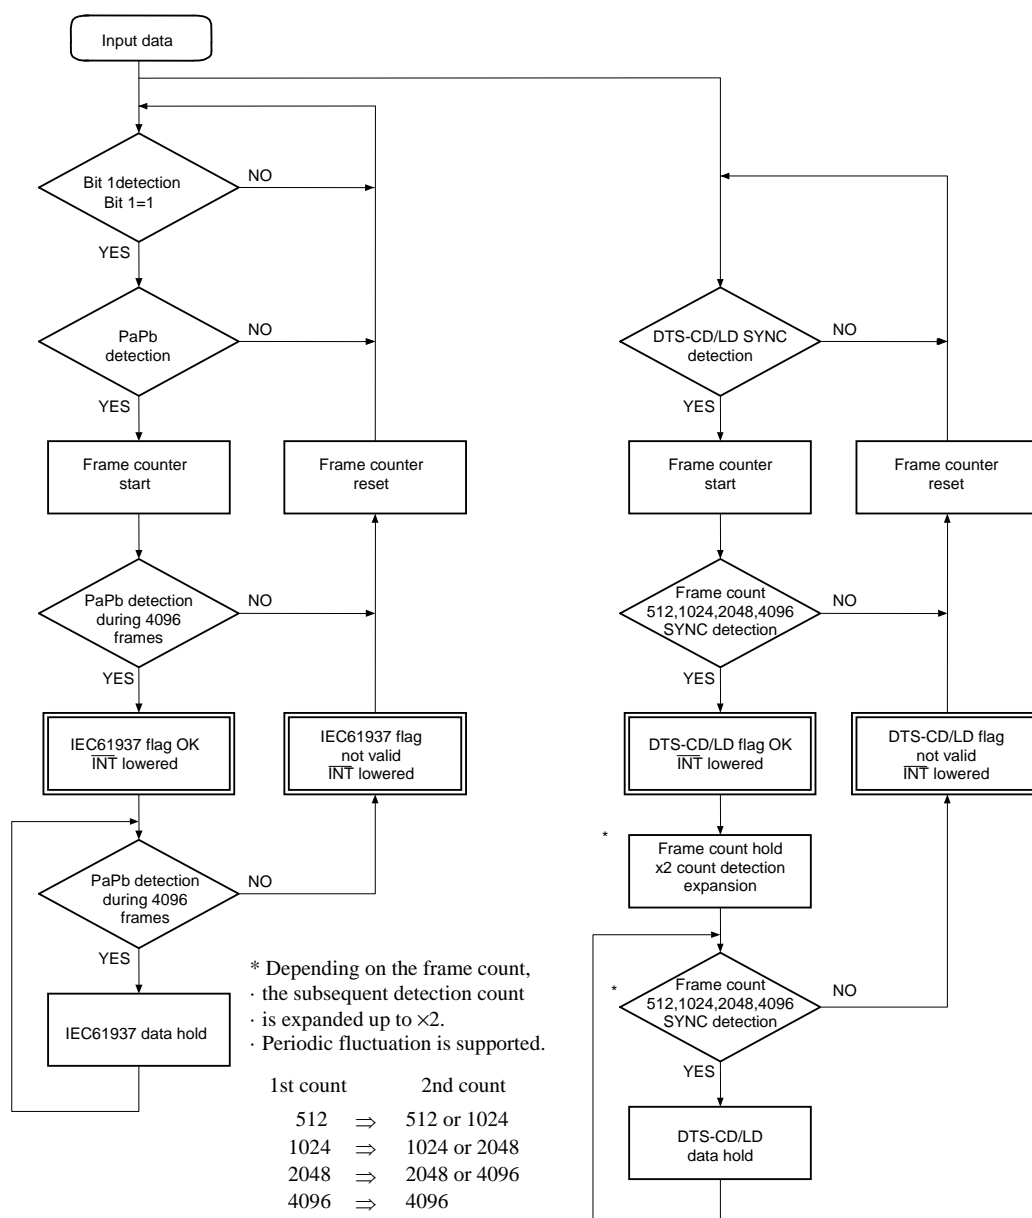 Input data
Bit 1detection
Bit 1=1
NO
YES
PaPb
detection
NO
YES
Frame counter
start
Frame counter
reset
PaPb detection
during 4096
frames
NO
YES
IEC61937 flag OK
INT lowered
IEC61937 flag
not valid
INT lowered
PaPb detection
during 4096
frames
NO
YES
IEC61937 data hold
DTS-CD/LD SYNC
detection
NO
YES
Frame counter
start
Frame counter
reset
Frame count
512,1024,2048,4096
SYNC detection
NO
YES
DTS-CD/LD flag OK
INT lowered
DTS-CD/LD flag
not valid
INT lowered
*
Frame count hold
x2 count detection
expansion
*
Frame count
512,1024,2048,4096
SYNC detection
NO
YES
DTS-CD/LD
data hold
* Depending on the frame count,
· the subsequent detection count
· is expanded up to ×2.
· Periodic fluctuation is supported.
1st count 2nd count
512 ⇒ 512 or 1024
1024 ⇒ 1024 or 2048
2048 ⇒ 2048 or 4096
4096 ⇒ 4096